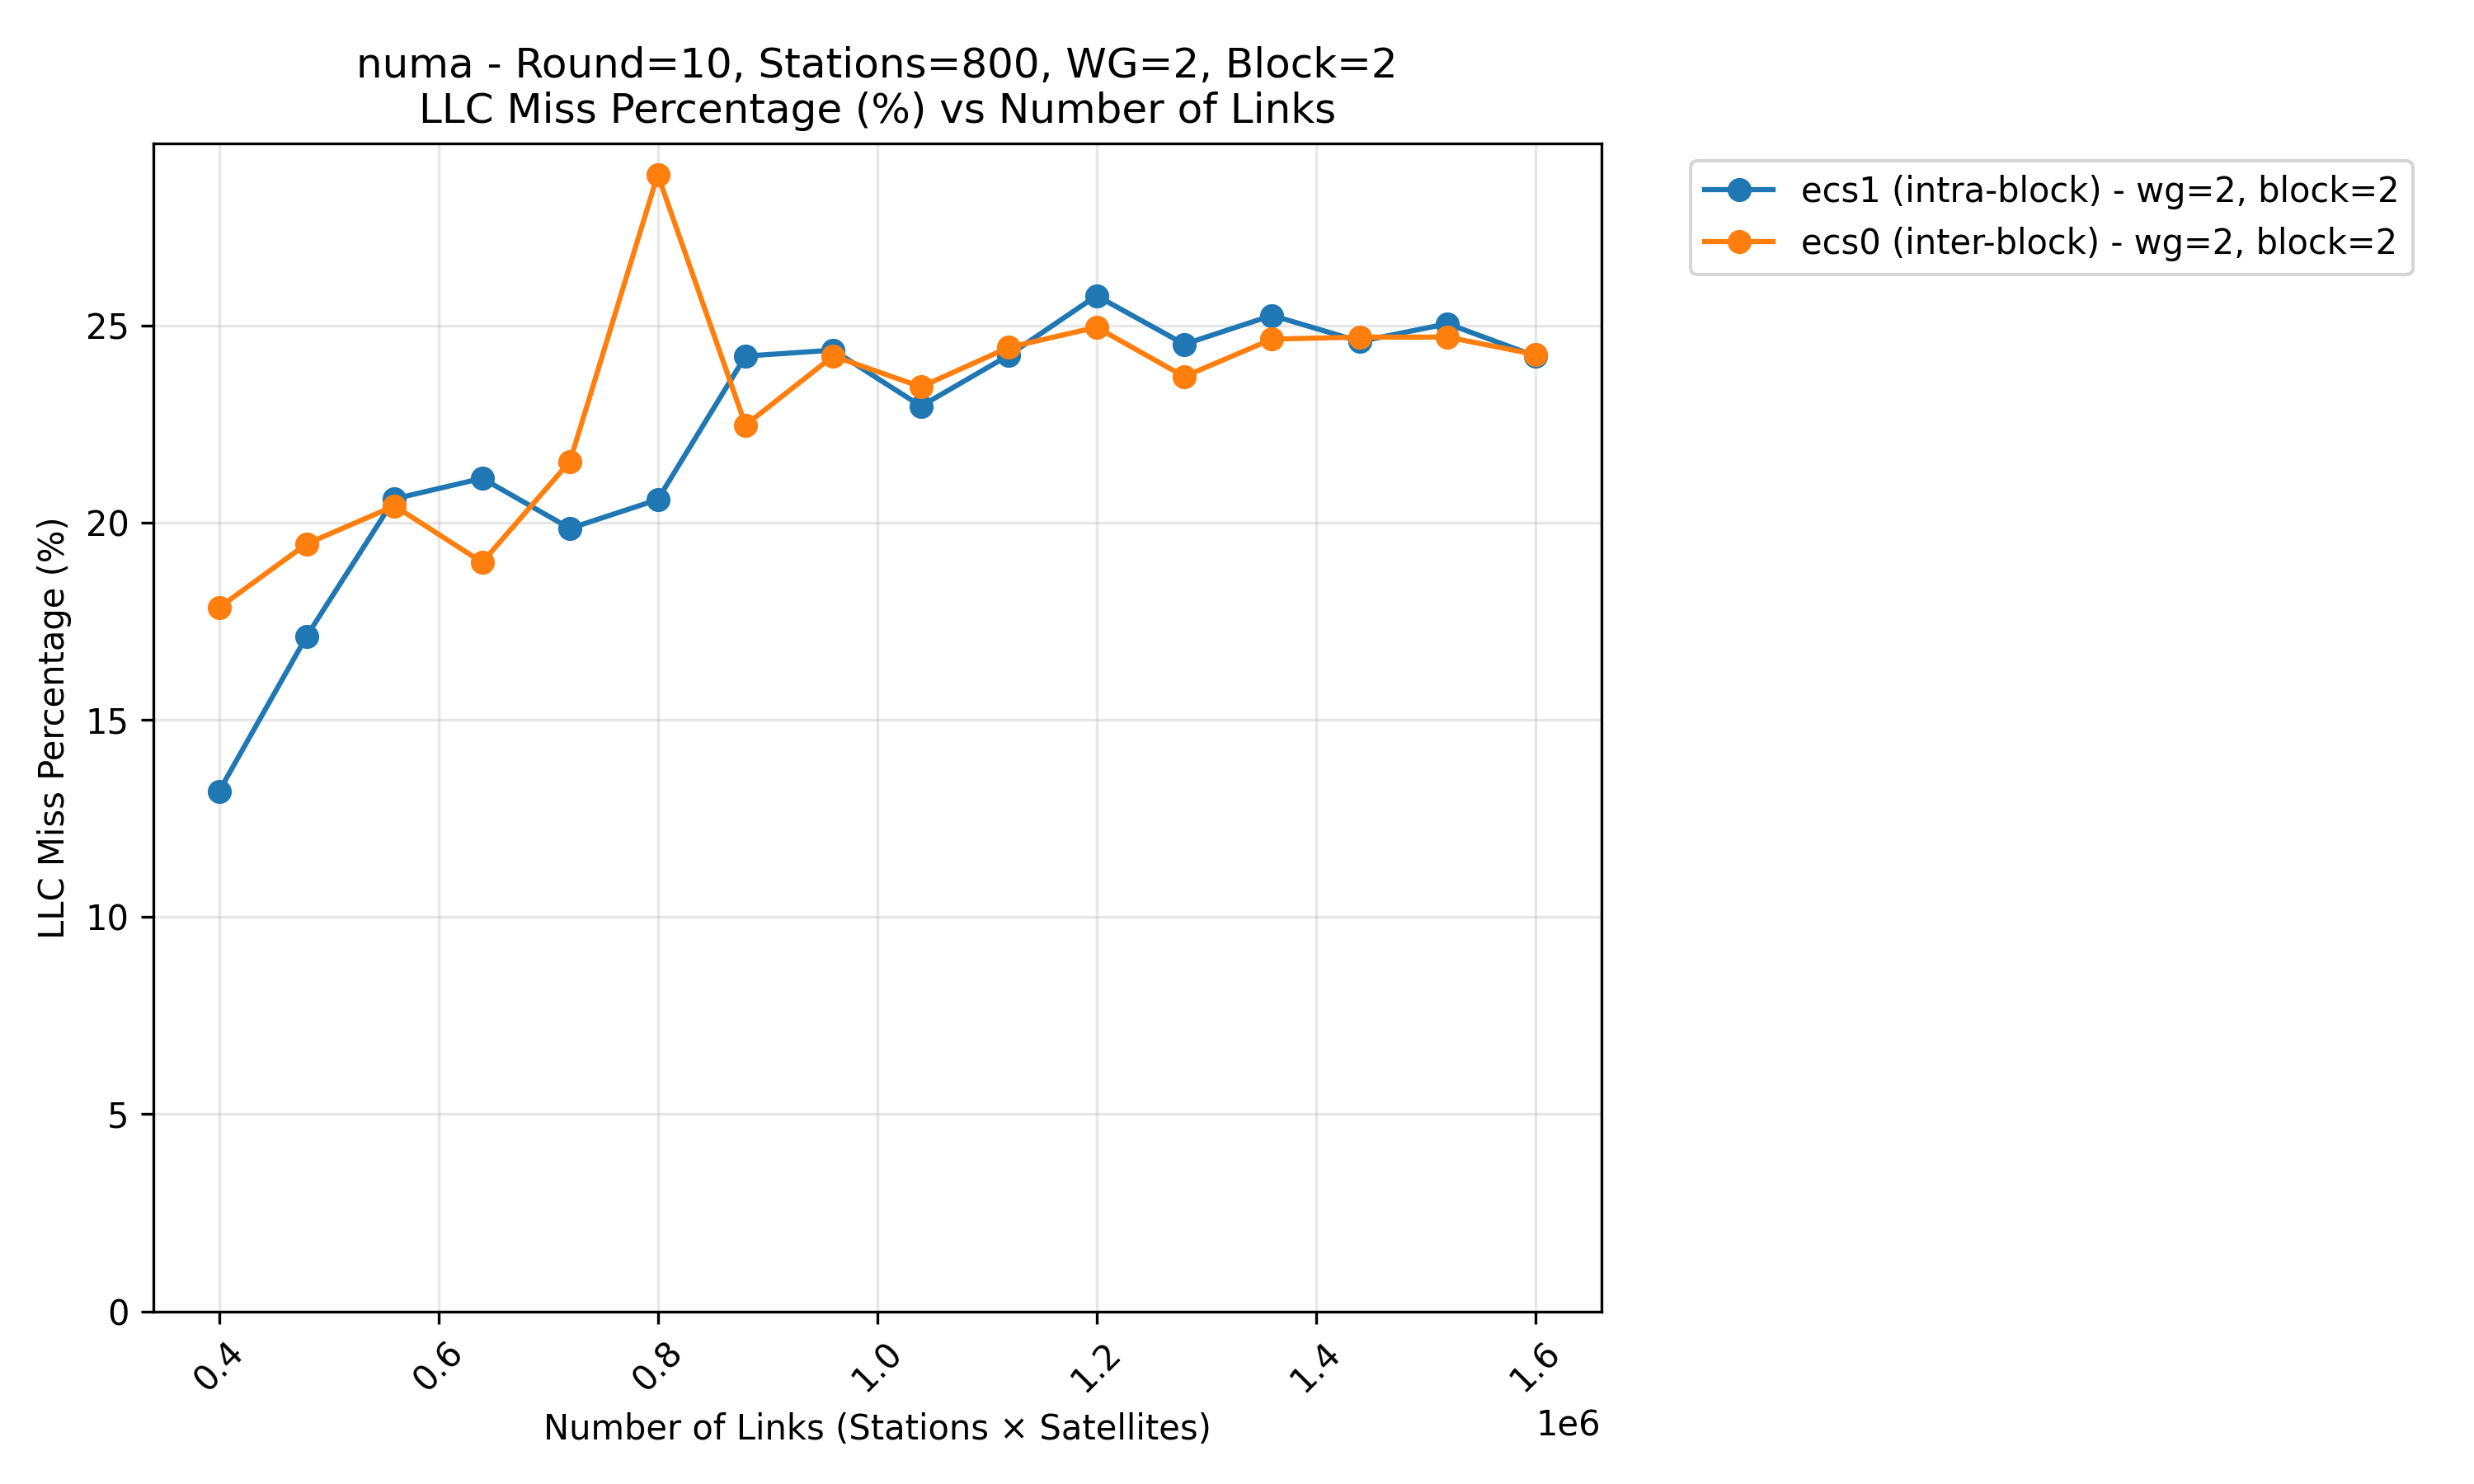 numa - Round=10, Stations=800, WG=2, Block=2
LLC Miss Percentage (%) vs Number of Links
ecs1 (intra-block) - wg=2, block=2
ecs0 (inter-block) - wg=2, block=2
LLC Miss Percentage (%)
25
20
15
10
5
0
0.4
0.6
0.8
1.0
1.2
1.4
1.6
1e6
Number of Links (Stations × Satellites)